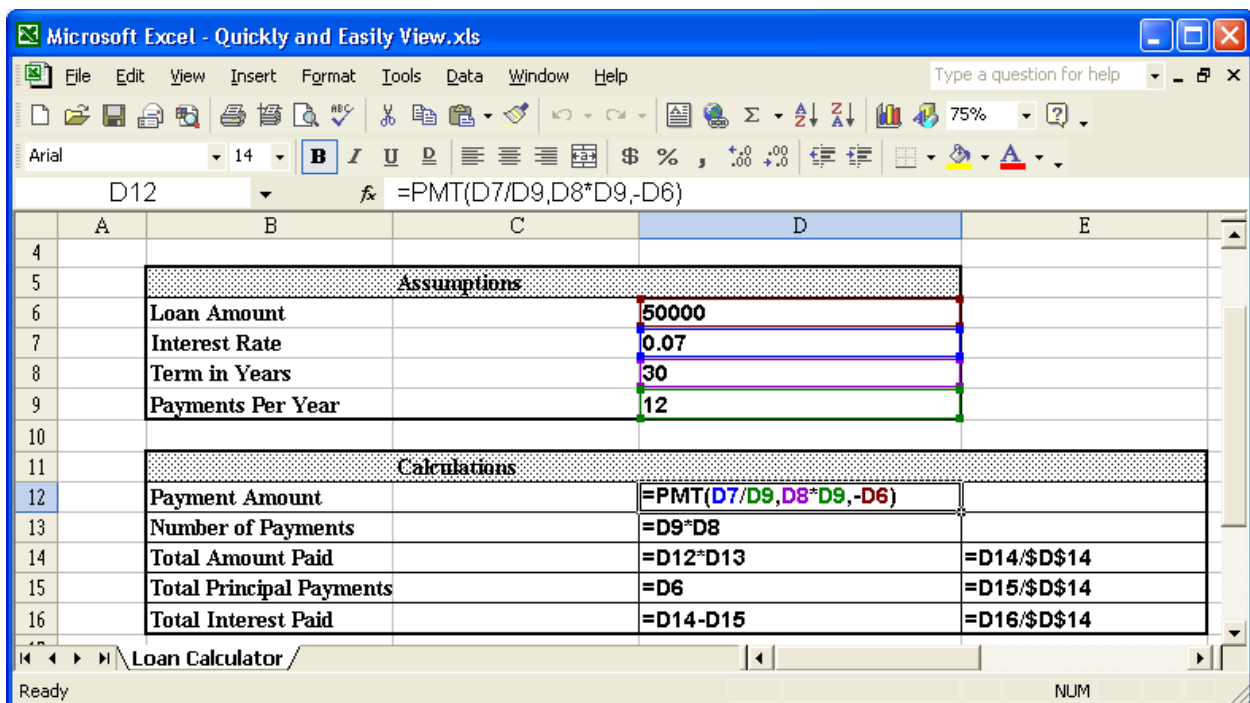 Microsoft Excel - Quickly and Easily View.xls
File Edit View Insert Format Tools Data Window Help Type a question for help
ABC Σ A Z Z A 75% ?
Arial 14 B I U D $ % , .0 .00 .00 .0 A
D12 fx =PMT(D7/D9,D8*D9,-D6)
A B C D E
4
5 Assumptions
6 Loan Amount 50000
7 Interest Rate 0.07
8 Term in Years 30
9 Payments Per Year 12
10
11 Calculations
12 Payment Amount =PMT(D7/D9,D8*D9,-D6)
13 Number of Payments =D9*D8
14 Total Amount Paid =D12*D13 =D14/$D$14
15 Total Principal Payments =D6 =D15/$D$14
16 Total Interest Paid =D14-D15 =D16/$D$14
Loan Calculator
Ready NUM